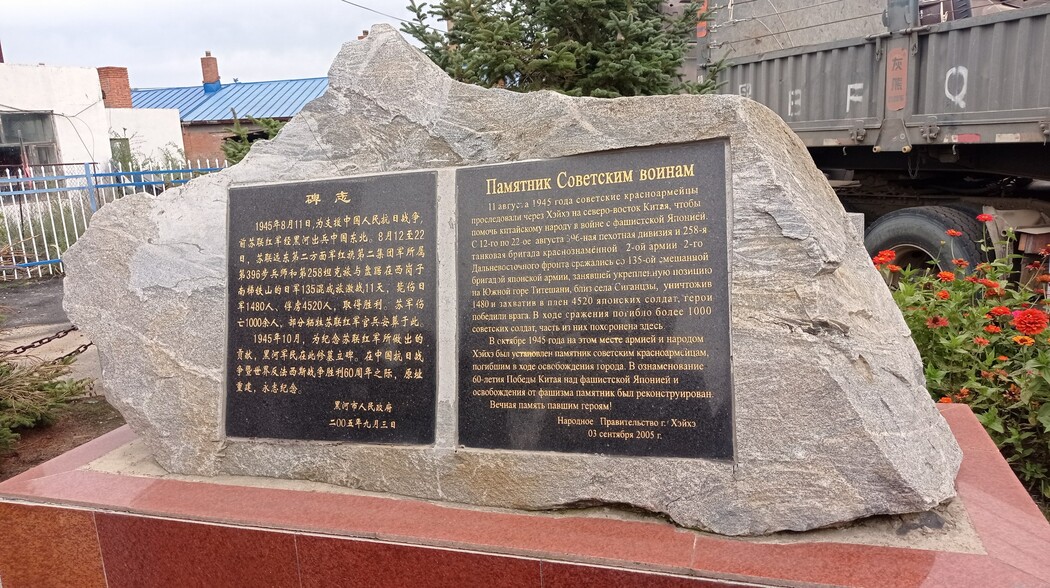 碑志
1945年8月11日,为支援中国人民抗日战争,
前苏联红军经黑河出兵中国东北。8月12至22
日,苏联远东第二方面军红旗第二集团军所属
第396步兵师和第258坦克旅与盘踞在西岗子
南梯铁山的日军135混成旅激战11天,毙伤日
军1480人、俘虏4520人,取得胜利。苏军伤
亡1000余人,部分牺牲苏联红军官兵安葬于此。
1945年10月,为纪念苏联红军所做出的
贡献,黑河军民在此修墓立碑。在中国抗日战
争暨世界反法西斯战争胜利60周年之际,原址
重建,永志纪念。
黑河市人民政府
二〇〇五年九月三日
Памятник Советским воинам
11 август а 1945 года советские красноармейцы
проследовали через Хэйхэ на северо-восток Китая, чтобы
помочь китайскому народу в войне с фашистской Японией.
С 12-го по 22-ое августа 396-ная пехотная дивизия и 258-я
танковая бригада краснознаменной 2-ой армии 2-го
Дальневосточного фронта сражались со 135-ой смешанной
бригадэй японской армии, занявшей укрепленную позицию
на Южной горе Титешани, близ села Сиганцзы, уничтожив
1480 и захватив в плен 4520 японских солдат, герои
победили врага. В ходе сражения погибло более 1000
советских солдат, часть из них похоронена здесь
В октябре 1945 года на этом месте армией и народом
Хэйхэ был установлен памятник советским красноармейцам,
погибшим в ходе освобождения города. В ознаменование
60-летия Победы Китая над фашистской Японией и
освобождения от фашизма памятник был реконструирован.
Вечная память павшим героям!
Народное Правительство г. Хэйхэ
03 сентября 2005 г.
E F Q